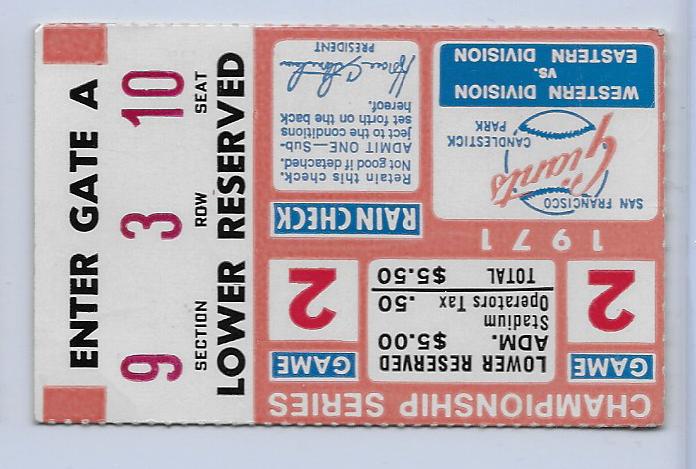 CHAMPIONSHIP SERIES
GAME
2
LOWER RESERVED
ADM. $5.00
Stadium
Operators Tax .50
TOTAL $5.50
GAME
2
1971
SAN FRANCISCO
Giants
CANDLESTICK
PARK
WESTERN DIVISION
vs.
EASTERN DIVISION
RAIN CHECK
Retain this check.
Not good if detached.
ADMIT ONE—Sub-
ject to the conditions
set forth on the back
hereof.
Horace C. Stoneham
PRESIDENT
LOWER RESERVED
SECTION ROW SEAT
9 3 10
ENTER GATE A